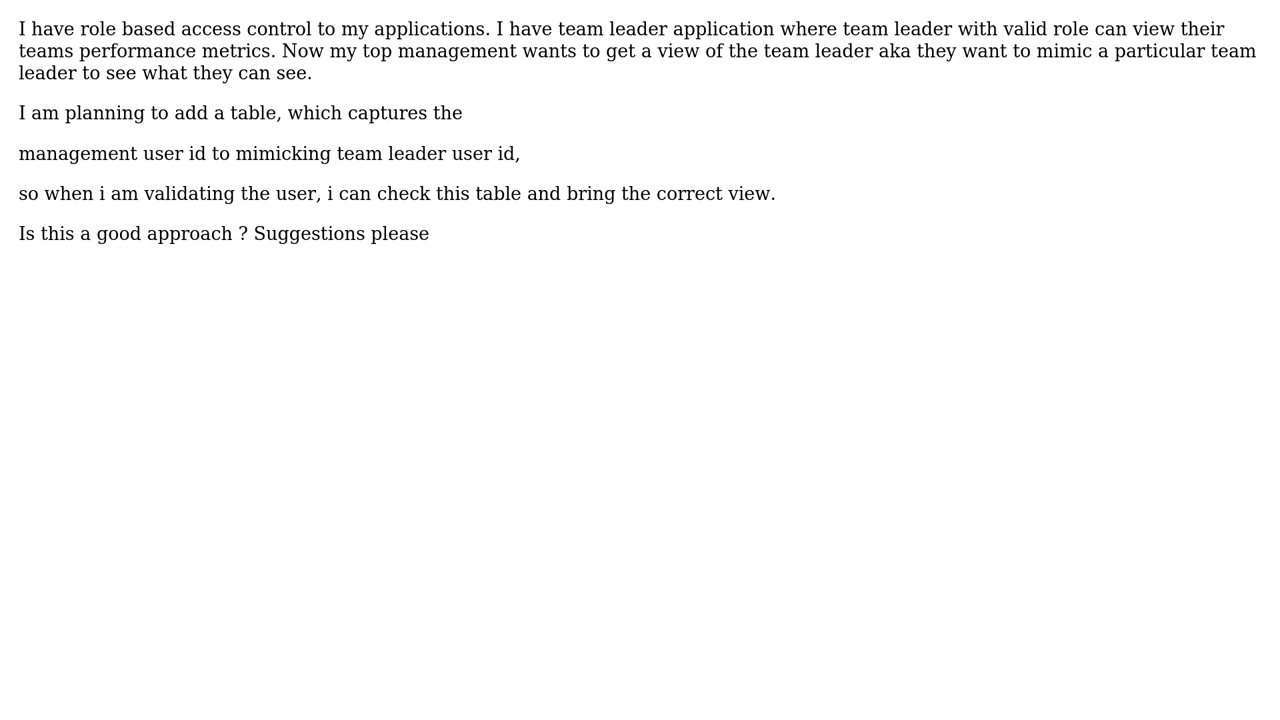 I have role based access control to my applications. I have team leader application where team leader with valid role can view their
teams performance metrics. Now my top management wants to get a view of the team leader aka they want to mimic a particular team
leader to see what they can see.
I am planning to add a table, which captures the
management user id to mimicking team leader user id,
so when i am validating the user, i can check this table and bring the correct view.
Is this a good approach ? Suggestions please